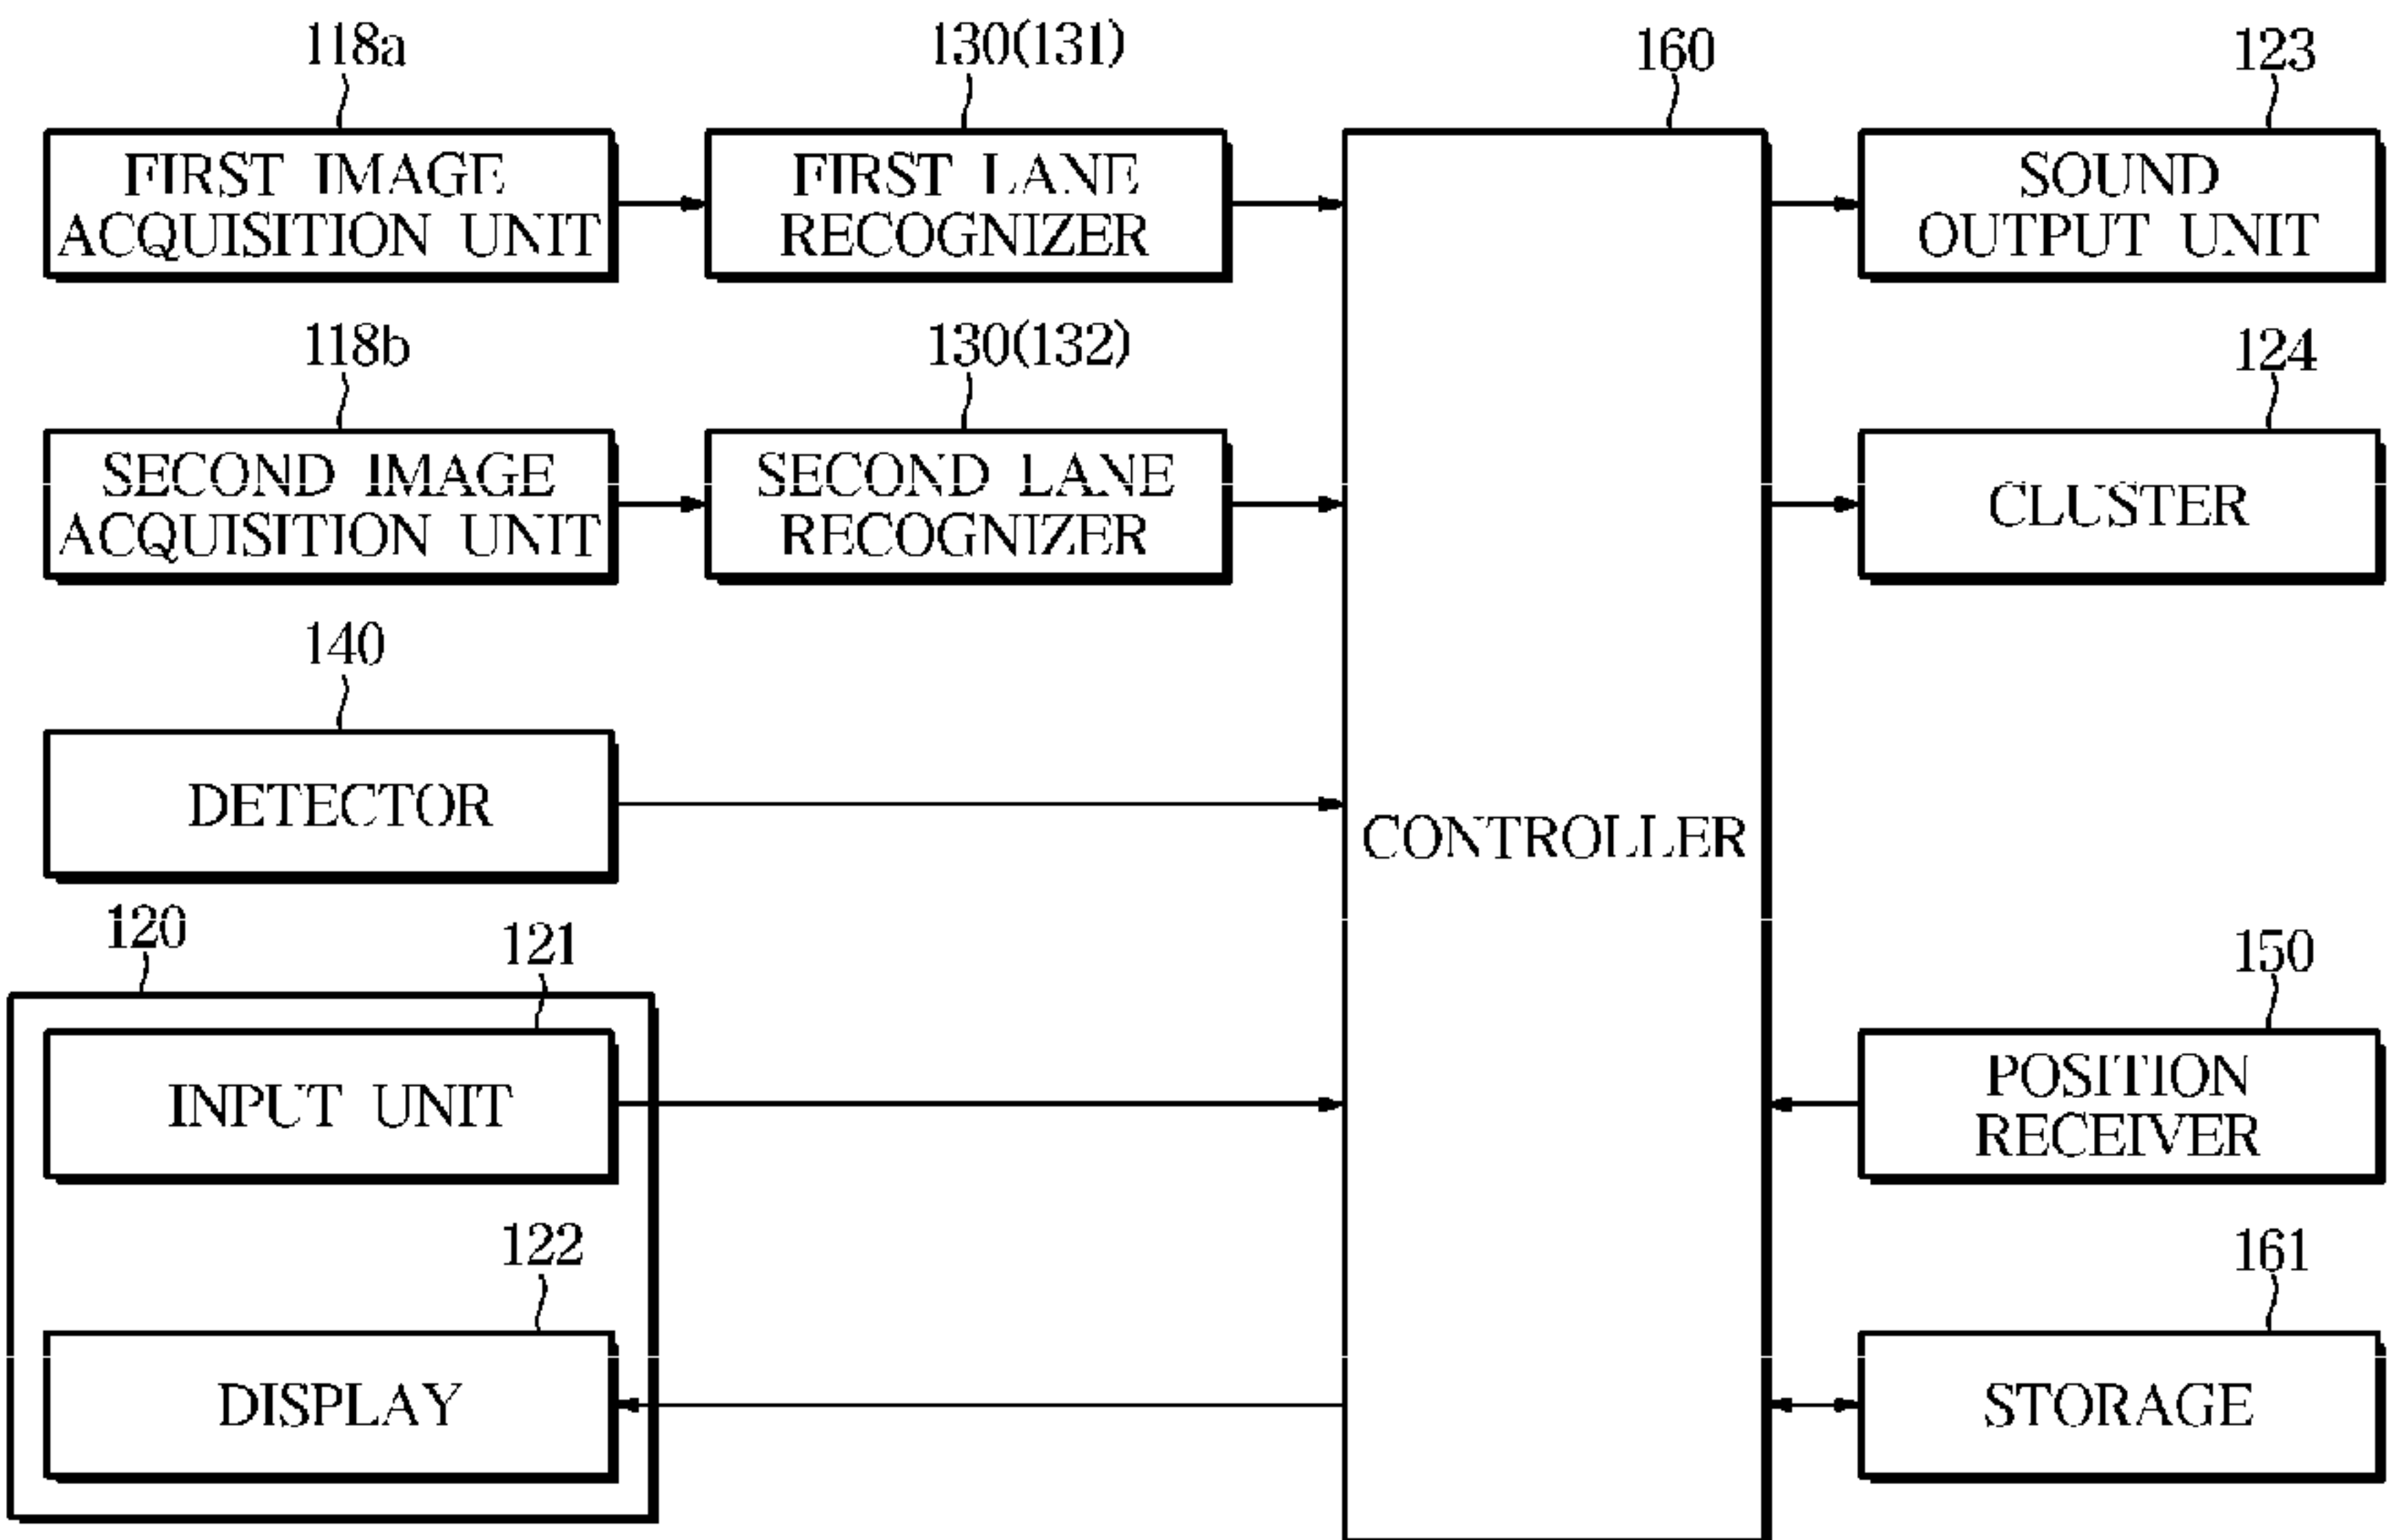 118a
130(131)
160
123
FIRST IMAGE
ACQUISITION UNIT
FIRST LANE
RECOGNIZER
SOUND
OUTPUT UNIT
118b
130(132)
124
SECOND IMAGE
ACQUISITION UNIT
SECOND LANE
RECOGNIZER
CLUSTER
140
DETECTOR
CONTROLLER
120
121
150
INPUT UNIT
POSITION
RECEIVER
122
161
DISPLAY
STORAGE